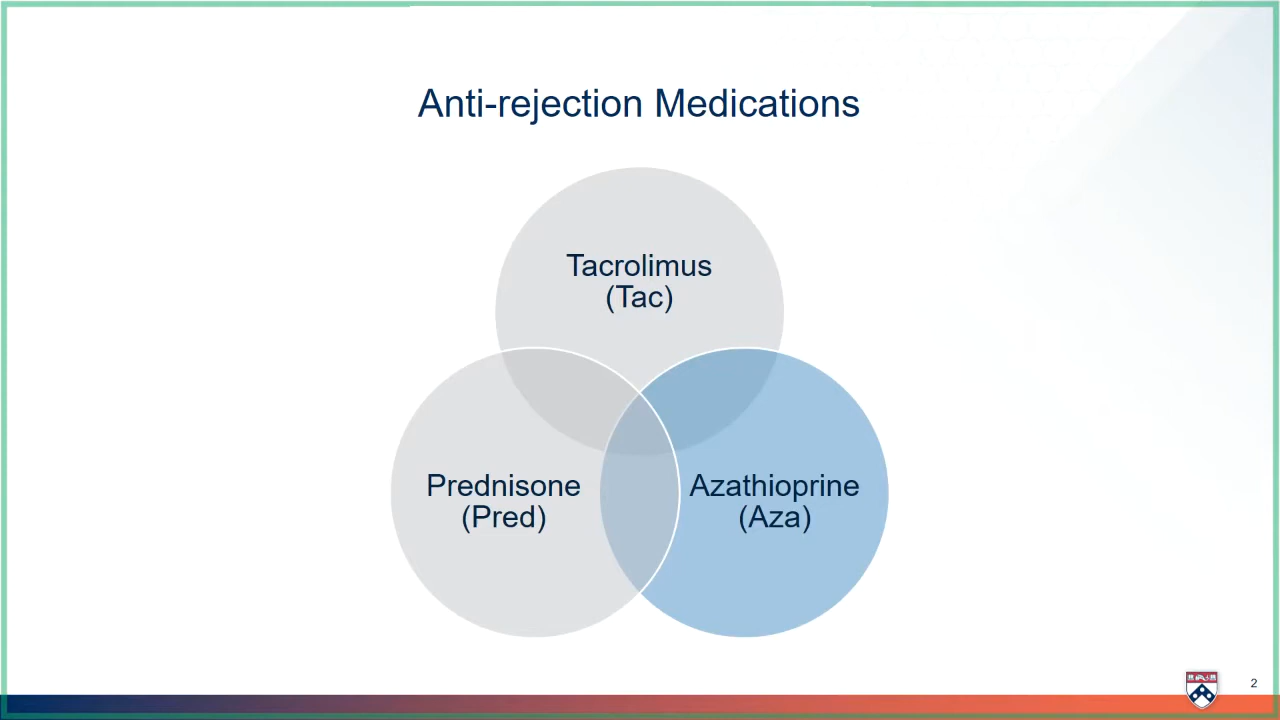 Anti-rejection Medications
Tacrolimus
(Tac)
Prednisone
(Pred)
Azathioprine
(Aza)
2